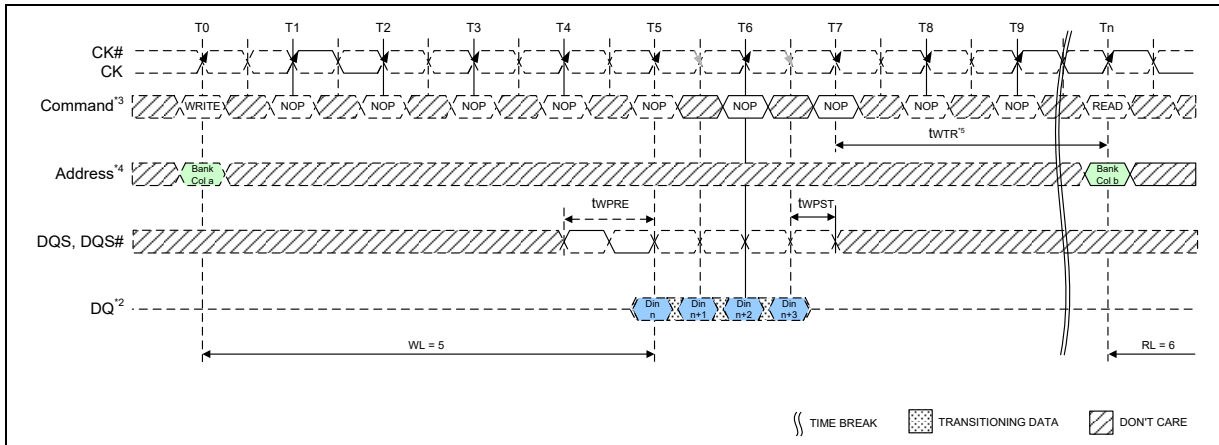 T0 T1 T2 T3 T4 T5 T6 T7 T8 T9 Tn
CK#
CK
Command*3 WRITE NOP NOP NOP NOP NOP NOP NOP NOP NOP READ
tWTR*5
Address*4 Bank Col a Bank Col b
tWPRE tWPST
DQS, DQS#
DQ*2 Din n Din n+1 Din n+2 Din n+3
WL = 5 RL = 6
TIME BREAK TRANSITIONING DATA DON'T CARE